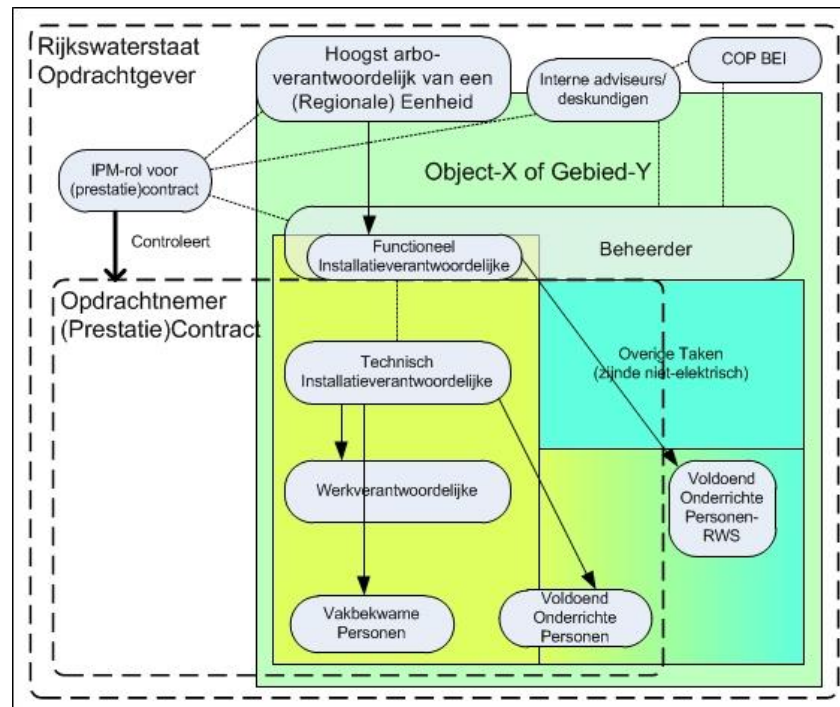 Rijkswaterstaat
Opdrachtgever
Hoogst arbo-
verantwoordelijk van een
(Regionale) Eenheid
Interne adviseurs/
deskundigen
COP BEI
IPM-rol voor
(prestatie)contract
Object-X of Gebied-Y
Controleert
Functioneel
Installatieverantwoordelijke
Beheerder
Opdrachtnemer
(Prestatie)Contract
Technisch
Installatieverantwoordelijke
Overige Taken
(zijnde niet-elektrisch)
Werkverantwoordelijke
Voldoend
Onderrichte
Personen-
RWS
Vakbekwame
Personen
Voldoend
Onderrichte
Personen